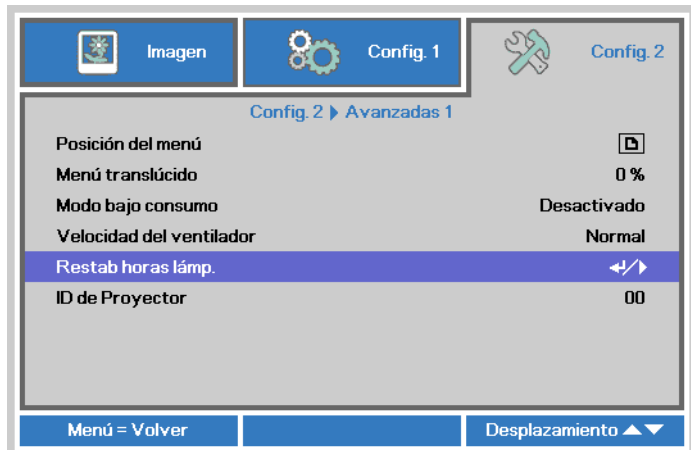 Imagen Config. 1 Config. 2
Config. 2 Avanzadas 1
Posición del menú
Menú translúcido 0 %
Modo bajo consumo Desactivado
Velocidad del ventilador Normal
Restab horas lámp. ↵/▶
ID de Proyector 00
Menú = Volver Desplazamiento ▲▼